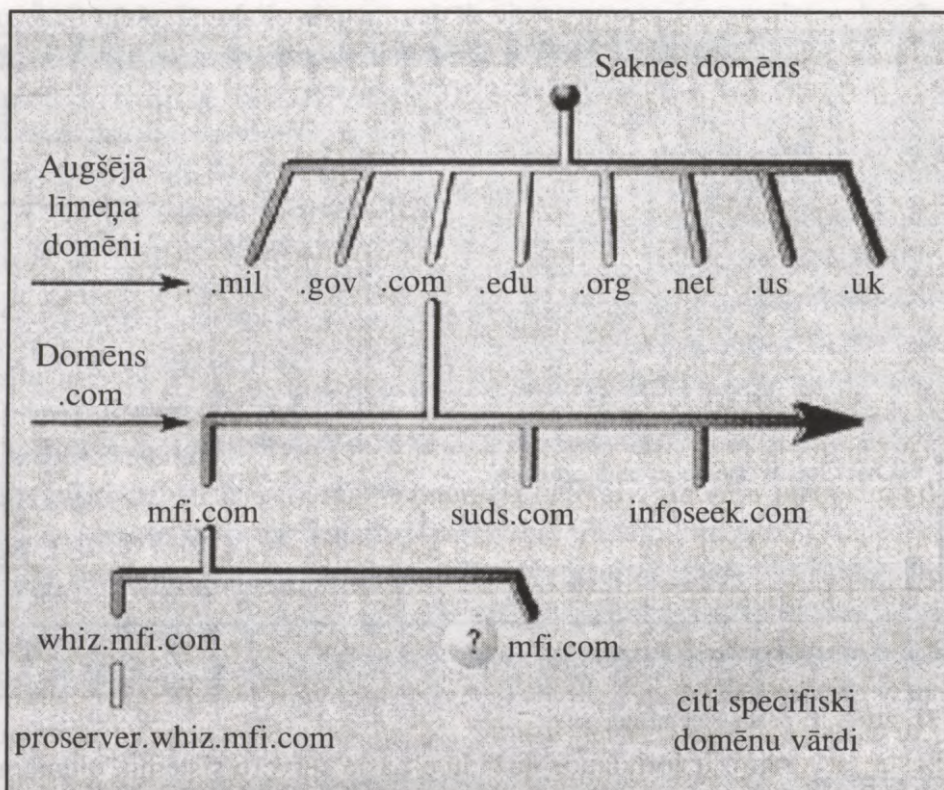 Saknes domēns
Augšējā
līmeņa
domēni
.mil .gov .com .edu .org .net .us .uk
Domēns
.com
mfi.com suds.com infoseek.com
whiz.mfi.com ? mfi.com
proserver.whiz.mfi.com
citi specifiski
domēnu vārdi